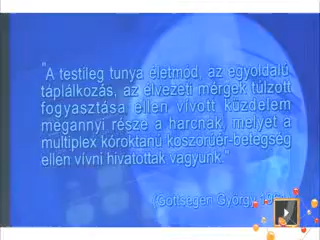 "A testileg tunya életmód, az egyoldalú
táplálkozás, az élvezeti mérgek túlzott
fogyasztása ellen vívott küzdelem
megannyi része a harcnak, melyet a
multiplex kóroktanú koszorúér-betegség
ellen vívni hivatottak vagyunk."
(Gottsegen György